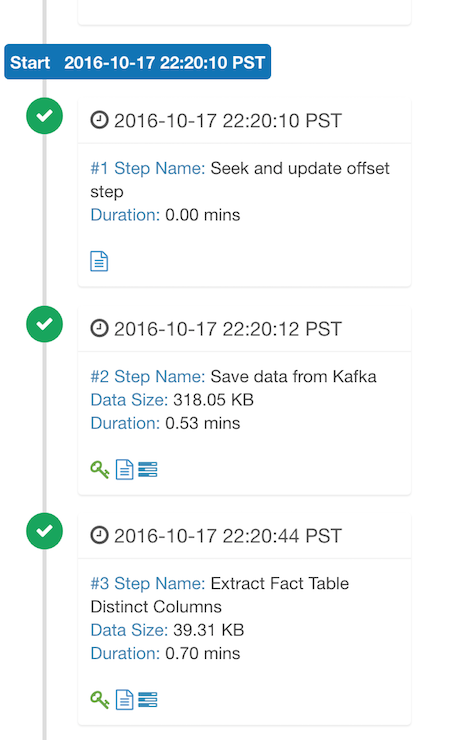 Start 2016-10-17 22:20:10 PST
2016-10-17 22:20:10 PST
#1 Step Name: Seek and update offset
step
Duration: 0.00 mins
2016-10-17 22:20:12 PST
#2 Step Name: Save data from Kafka
Data Size: 318.05 KB
Duration: 0.53 mins
2016-10-17 22:20:44 PST
#3 Step Name: Extract Fact Table
Distinct Columns
Data Size: 39.31 KB
Duration: 0.70 mins